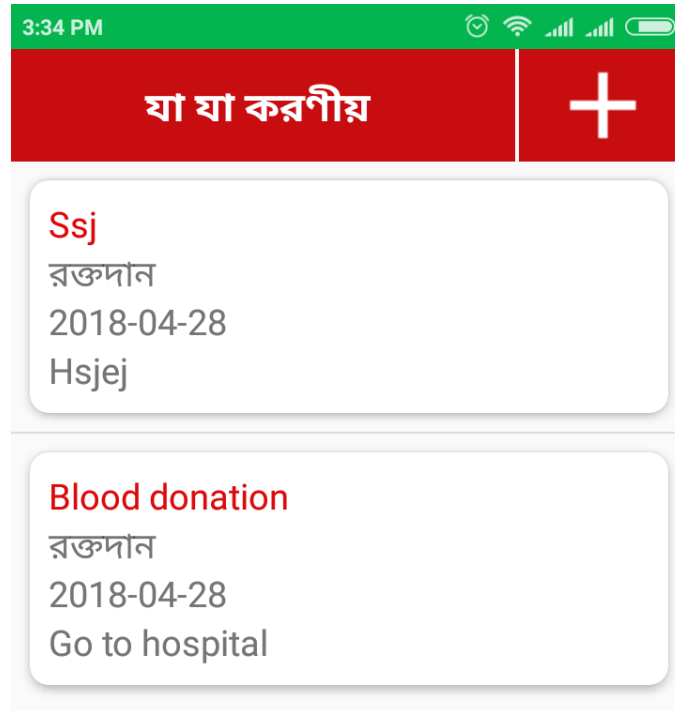 3:34 PM
যা যা করণীয়
Ssj
রক্তদান
2018-04-28
Hsjej
Blood donation
রক্তদান
2018-04-28
Go to hospital